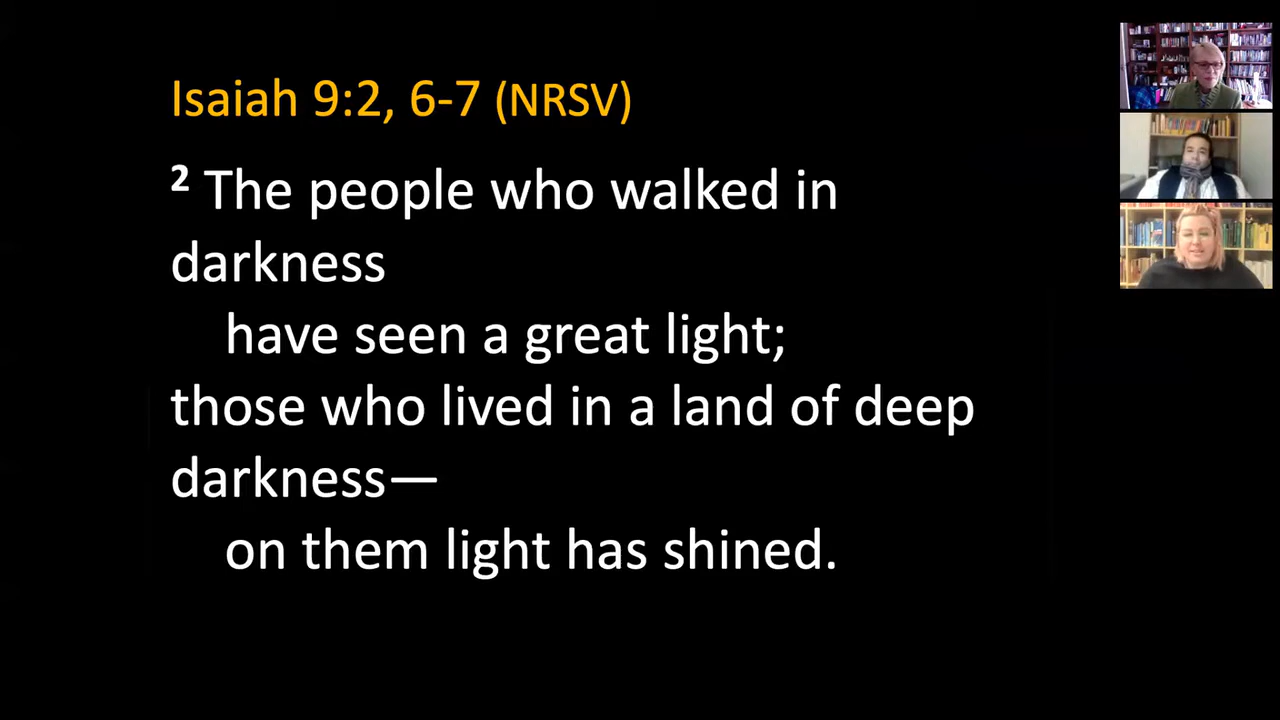 Isaiah 9:2, 6-7 (NRSV)
² The people who walked in
darkness
have seen a great light;
those who lived in a land of deep
darkness—
on them light has shined.